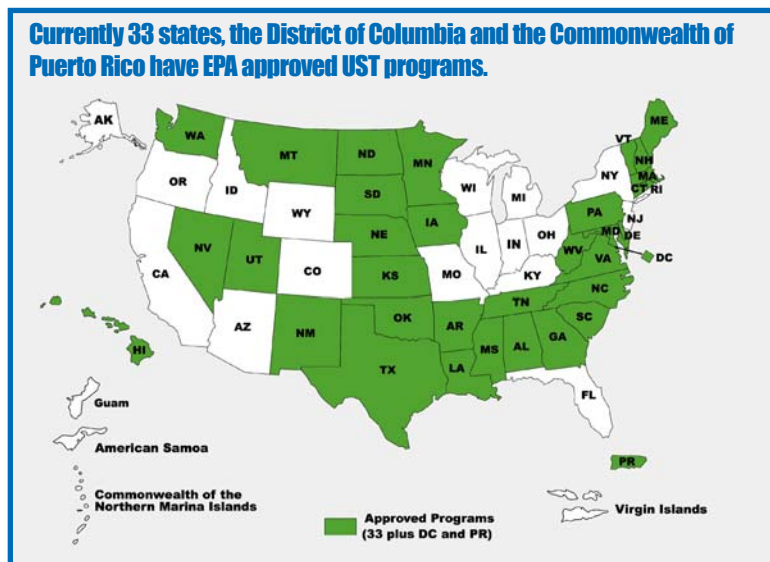 Currently 33 states, the District of Columbia and the Commonwealth of
Puerto Rico have EPA approved UST programs.
AK
WA
MT
ND
MN
VT
ME
NH
MA
CT RI
NY
OR
ID
SD
WI
MI
WY
IA
PA
NJ
MD
DE
DC
NE
NV
UT
IL
IN
OH
WV
VA
CA
CO
KS
MO
KY
NC
TN
AZ
NM
OK
AR
SC
MS
AL
GA
TX
LA
HI
FL
Guam
American Samoa
PR
Commonwealth of the
Northern Marina Islands
Approved Programs
(33 plus DC and PR)
Virgin Islands